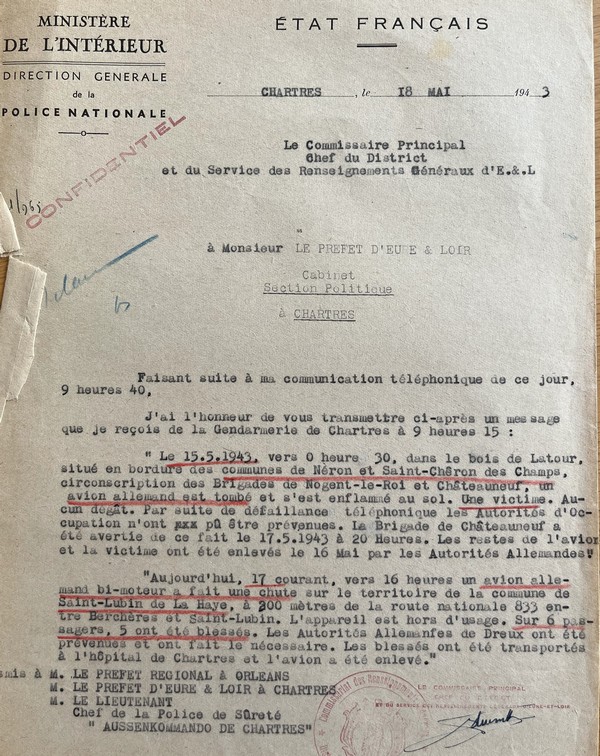 MINISTÈRE
DE L'INTÉRIEUR
DIRECTION GENERALE
de la
POLICE NATIONALE
ÉTAT FRANÇAIS
CHARTRES, le 18 MAI 1943
CONFIDENTIEL
Le Commissaire Principal
Chef du District
et du Service des Renseignements Généraux d'E.&.L
à Monsieur LE PREFET D'EURE & LOIR
Cabinet
Section Politique
à CHARTRES
Faisant suite à ma communication téléphonique de ce jour,
9 heures 40,
J'ai l'honneur de vous transmettre ci-après un message
que je reçois de la Gendarmerie de Chartres à 9 heures 15 :
" Le 15.5.1943, vers 0 heure 30, dans le bois de Latour,
situé en bordure des communes de Néron et Saint-Chéron des Champs,
circonscription des Brigades de Nogent-le-Roi et Châteauneuf, un
avion allemand est tombé et s'est enflammé au sol. Une victime. Au-
cun dégât. Par suite de défaillance téléphonique les Autorités d'Oc-
cupation n'ont xxx pû être prévenues. La Brigade de Châteauneuf a
été avertie de ce fait le 17.5.1943 à 20 Heures. Les restes de l'avion
et la victime ont été enlevés le 16 Mai par les Autorités Allemandes"
"Aujourd'hui, 17 courant, vers 16 heures un avion alle-
mand bi-moteur a fait une chute sur le territoire de la commune de
Saint-Lubin de La Haye, à 200 mètres de la route nationale 833 en-
tre Berchères et Saint-Lubin. L'appareil est hors d'usage. Sur 6 pas-
sagers, 5 ont été blessés. Les Autorités Allemanfes de Dreux ont été
prévenues et ont fait le nécessaire. Les blessés ont été transportés
à l'hôpital de Chartres et l'avion a été enlevé."
smis à M. LE PREFET REGIONAL à ORLEANS
M. LE PREFET D'EURE & LOIR à CHARTRES
M. LE LIEUTENANT
Chef de la Police de Sûreté
" AUSSENKOMMANDO DE CHARTRES"
LE COMMISSAIRE PRINCIPAL